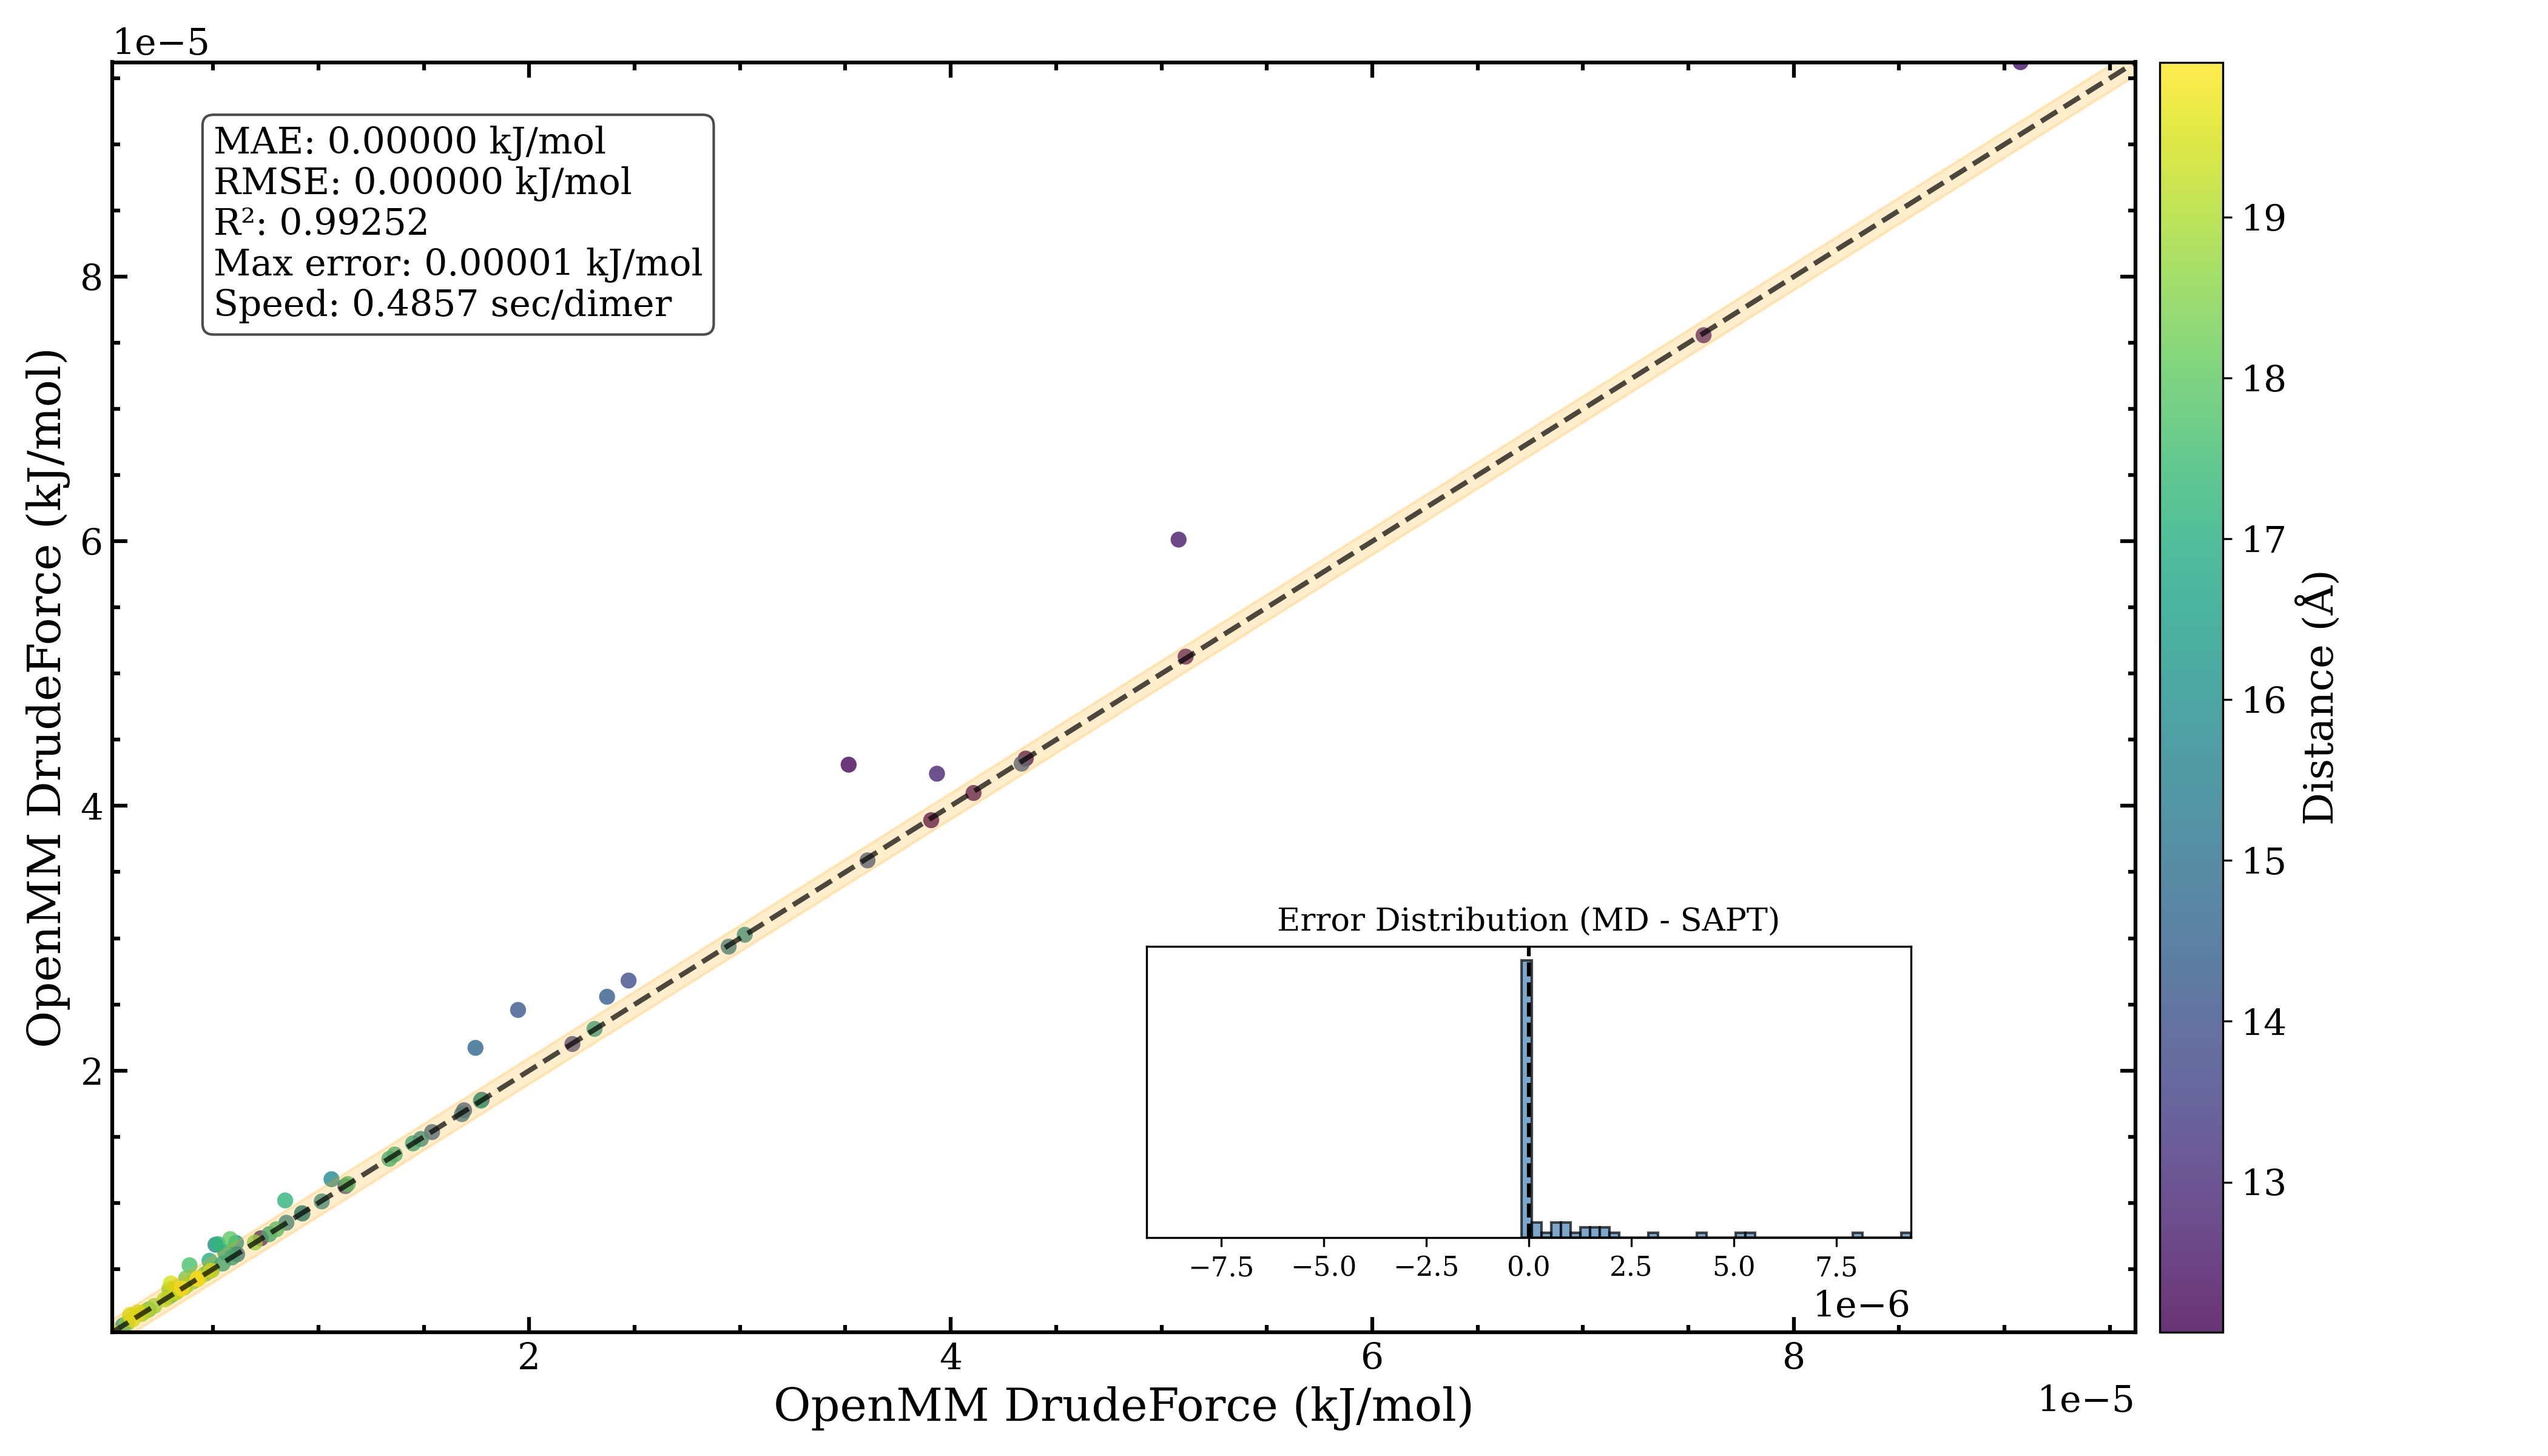 1e−5
MAE: 0.00000 kJ/mol
RMSE: 0.00000 kJ/mol
R²: 0.99252
Max error: 0.00001 kJ/mol
Speed: 0.4857 sec/dimer
OpenMM DrudeForce (kJ/mol)
8
6
4
2
Error Distribution (MD - SAPT)
−7.5 −5.0 −2.5 0.0 2.5 5.0 7.5
1e−6
2 4 6 8
OpenMM DrudeForce (kJ/mol)
1e−5
19
18
17
16
15
14
13
Distance (Å)